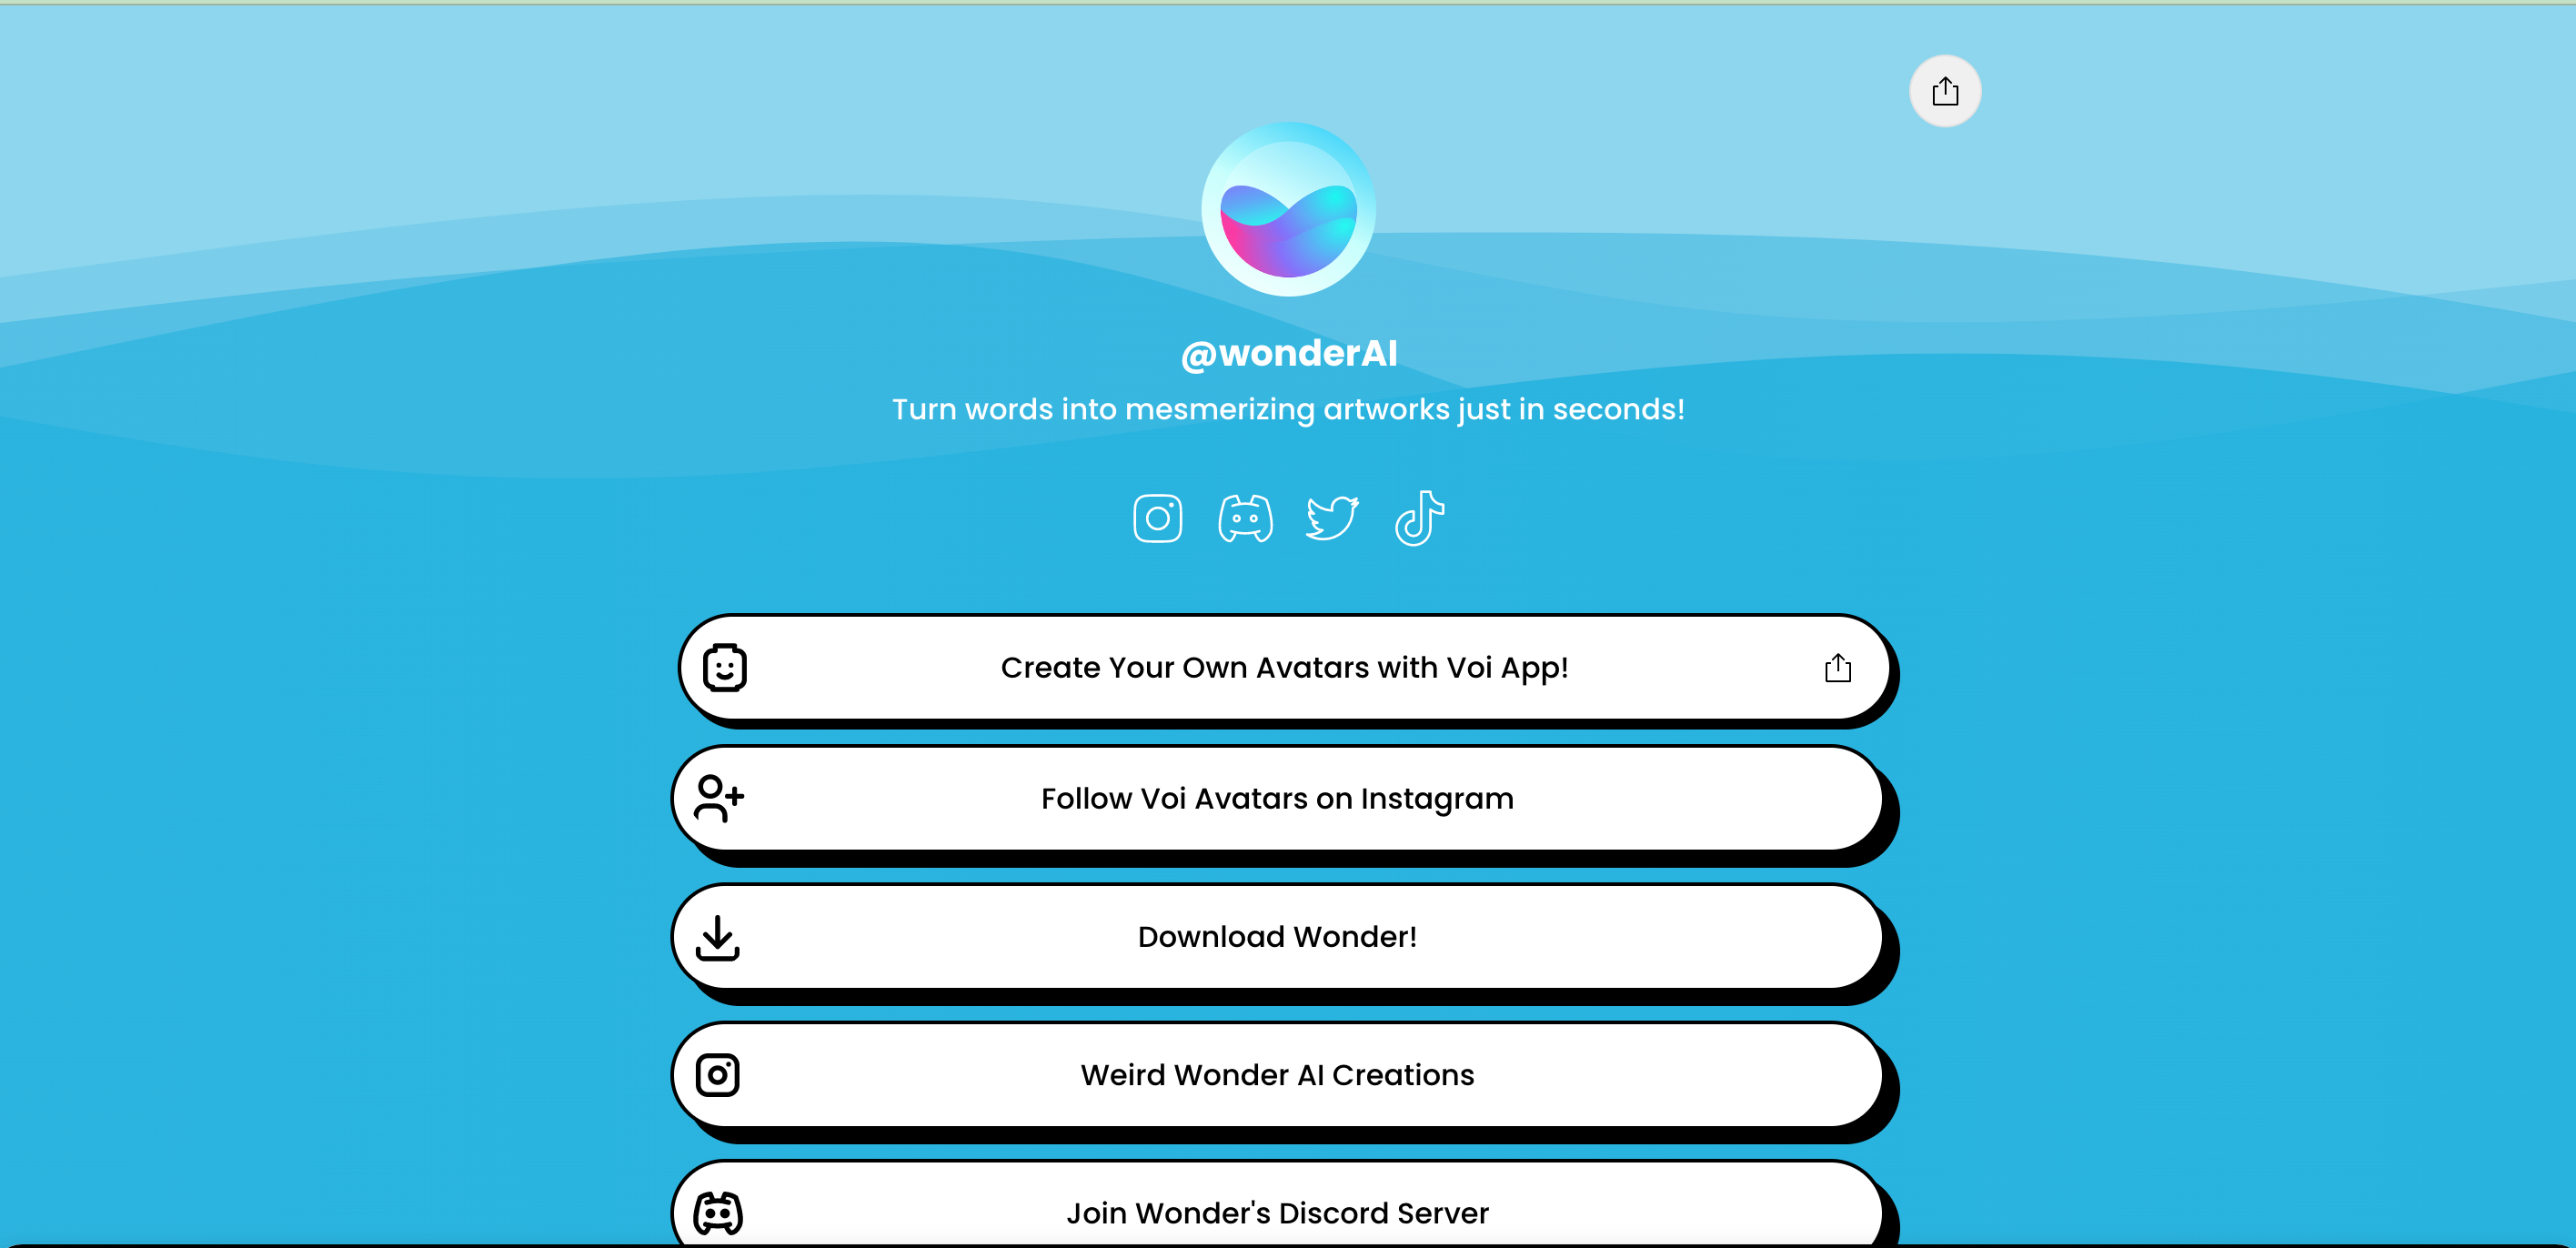 @wonderAI
Turn words into mesmerizing artworks just in seconds!
Create Your Own Avatars with Voi App!
Follow Voi Avatars on Instagram
Download Wonder!
Weird Wonder AI Creations
Join Wonder's Discord Server